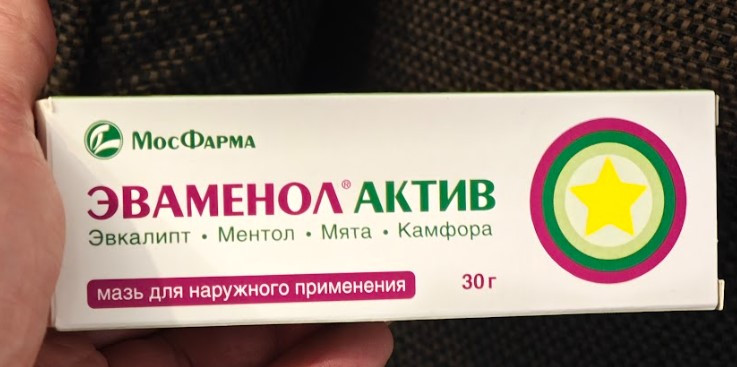 МосФарма
ЭВАМЕНОЛ® АКТИВ
Эвкалипт • Ментол • Мята • Камфора
мазь для наружного применения
30 г